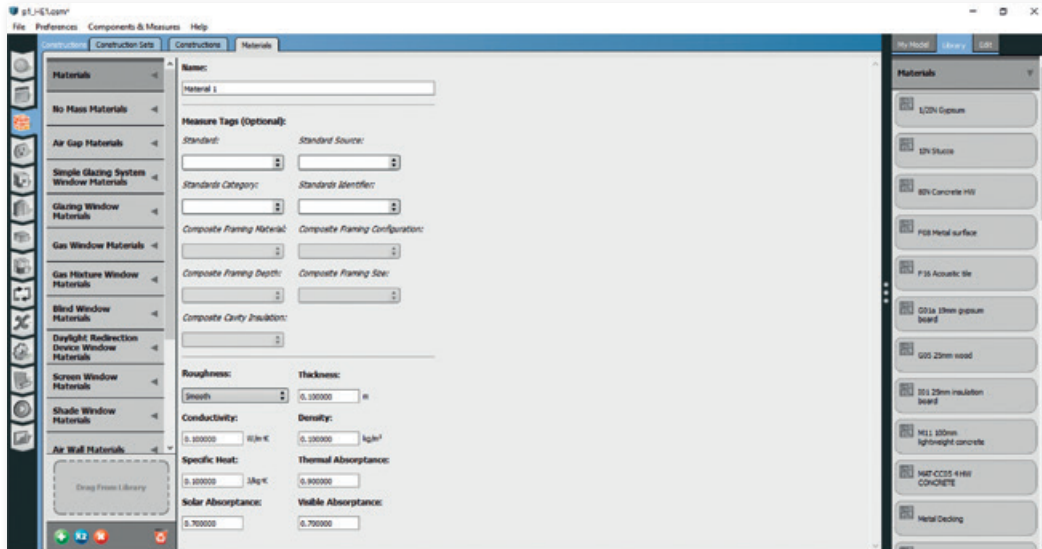 p1_HE1.osm*
File Preferences Components & Measures Help
Constructions Construction Sets Constructions Materials
My Model Library Edit
Materials
No Mass Materials
Air Gap Materials
Simple Glazing System
Window Materials
Glazing Window
Materials
Gas Window Materials
Gas Mixture Window
Materials
Blind Window
Materials
Daylight Redirection
Device Window
Materials
Screen Window
Materials
Shade Window
Materials
Air Wall Materials
Drag From Library
X2
Name:
Material 1
Measure Tags (Optional):
Standard: Standard Source:
Standards Category: Standards Identifier:
Composite Framing Material: Composite Framing Configuration:
Composite Framing Depth: Composite Framing Size:
Composite Cavity Insulation:
Roughness: Thickness:
Smooth 0.100000 m
Conductivity: Density:
0.100000 W/m·K 0.100000 kg/m³
Specific Heat: Thermal Absorptance:
0.100000 J/kg·K 0.900000
Solar Absorptance: Visible Absorptance:
0.700000 0.700000
Materials
1/2IN Gypsum
1IN Stucco
8IN Concrete HW
F08 Metal surface
F16 Acoustic tile
G01a 19mm gypsum
board
G05 25mm wood
I01 25mm insulation
board
M11 100mm
lightweight concrete
MAT-CC05 4 HW
CONCRETE
Metal Decking